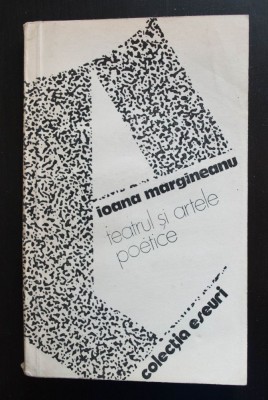 ioana margineanu
teatrul și artele
poetice
colecția eseuri